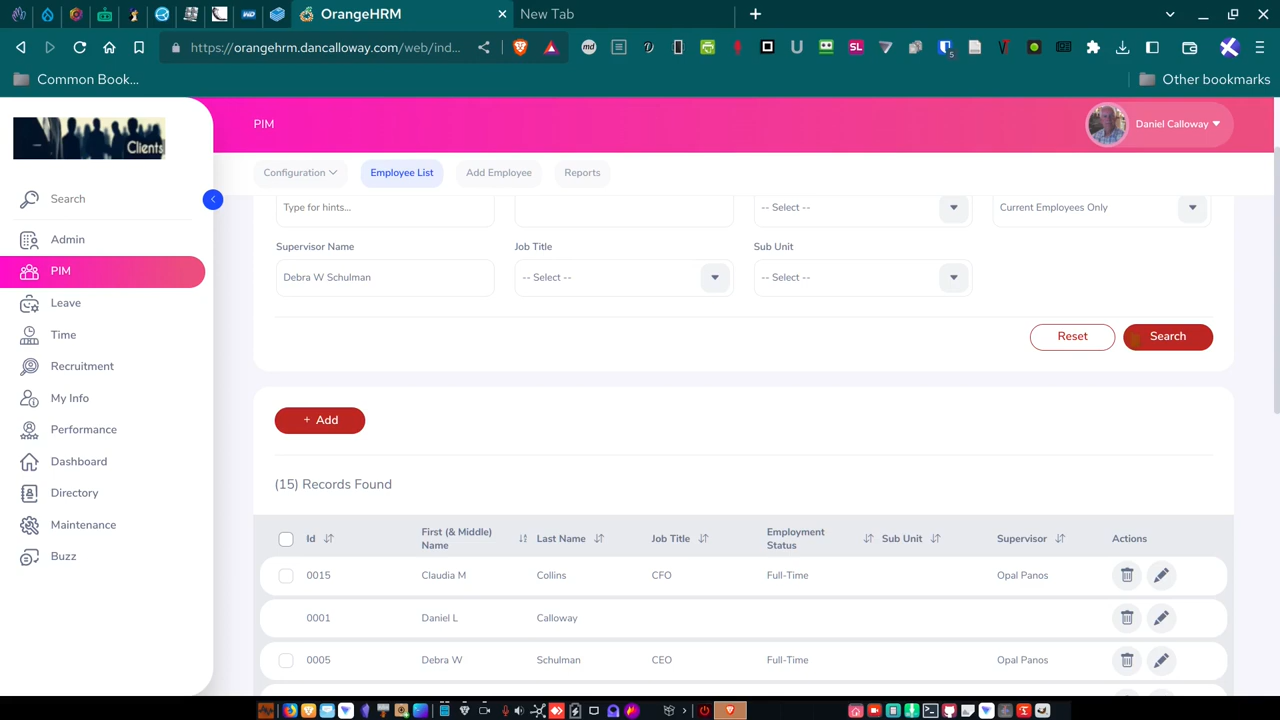 OrangeHRM
New Tab
https://orangehrm.dancalloway.com/web/ind...
Common Book...
Other bookmarks
Clients
PIM
Daniel Calloway
Search
Configuration
Employee List
Add Employee
Reports
Admin
PIM
Leave
Time
Recruitment
My Info
Performance
Dashboard
Directory
Maintenance
Buzz
Type for hints...
-- Select --
Current Employees Only
Supervisor Name
Job Title
Sub Unit
Debra W Schulman
-- Select --
-- Select --
Reset
Search
+ Add
(15) Records Found
Id
First (& Middle)
Name
Last Name
Job Title
Employment
Status
Sub Unit
Supervisor
Actions
0015
Claudia M
Collins
CFO
Full-Time
Opal Panos
0001
Daniel L
Calloway
0005
Debra W
Schulman
CEO
Full-Time
Opal Panos